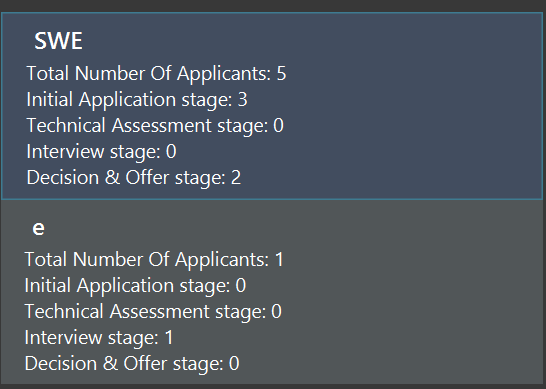 SWE
Total Number Of Applicants: 5
Initial Application stage: 3
Technical Assessment stage: 0
Interview stage: 0
Decision & Offer stage: 2
e
Total Number Of Applicants: 1
Initial Application stage: 0
Technical Assessment stage: 0
Interview stage: 1
Decision & Offer stage: 0